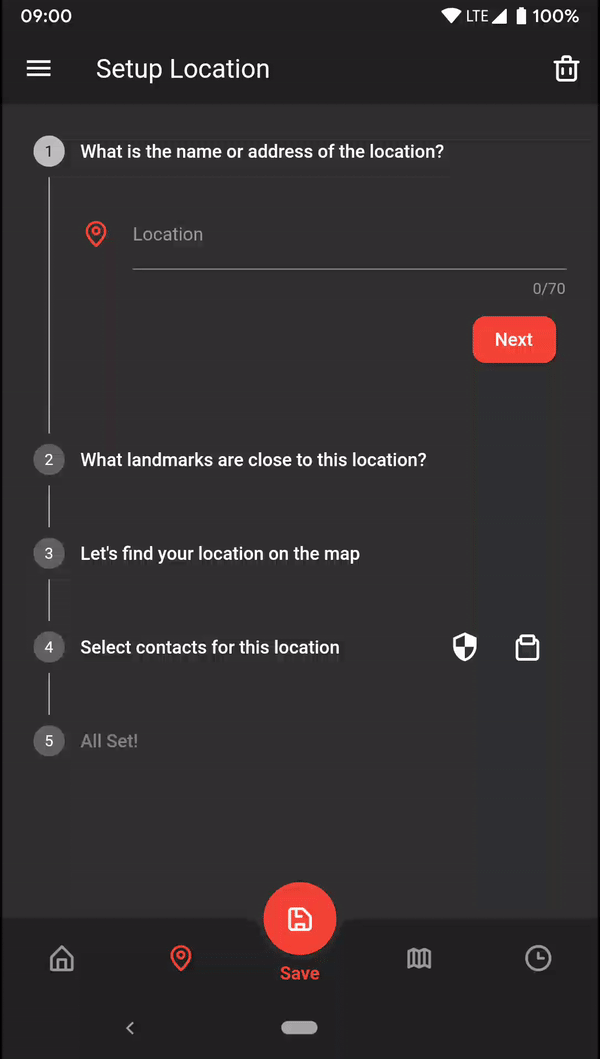 09:00 LTE 100%
Setup Location
1 What is the name or address of the location?
Location
0/70
Next
2 What landmarks are close to this location?
3 Let's find your location on the map
4 Select contacts for this location
5 All Set!
Save